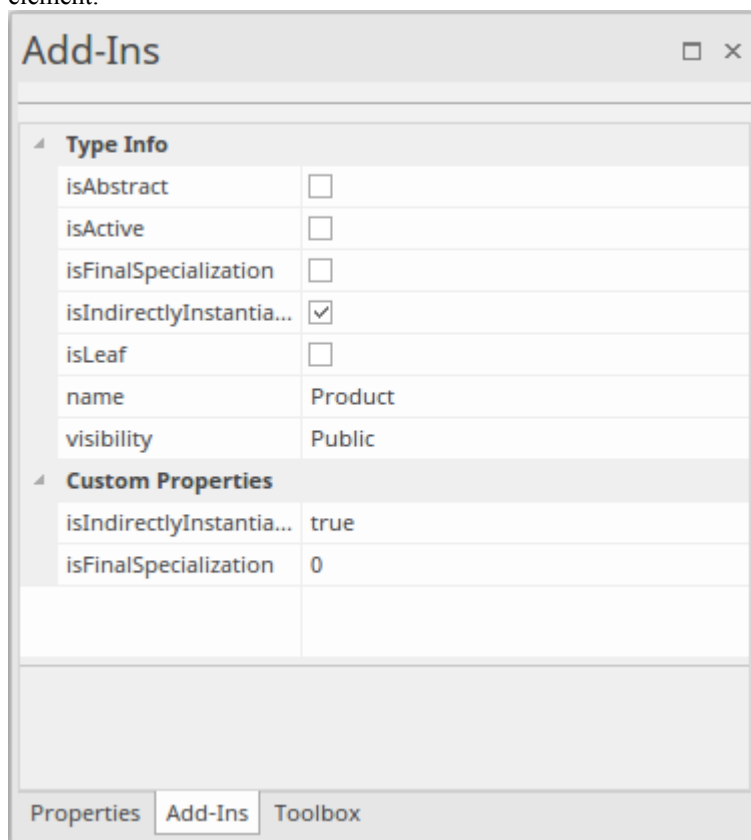 element.
Add-Ins
Type Info
isAbstract
isActive
isFinalSpecialization
isIndirectlyInstantia...
isLeaf
name Product
visibility Public
Custom Properties
isIndirectlyInstantia... true
isFinalSpecialization 0
Properties Add-Ins Toolbox